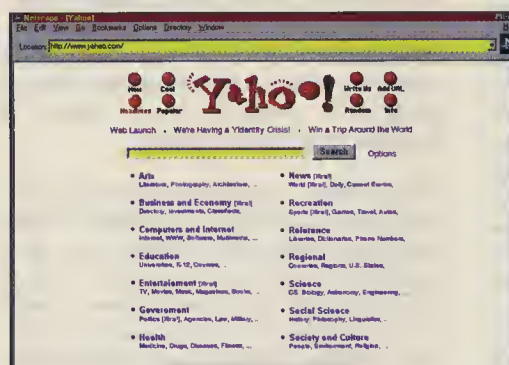 Netscape - [Yahoo!]
File Edit View Go Bookmarks Options Directory Window
Location: http://www.yahoo.com/
New Cool Yahoo! Write Us Add URL
Headlines Popular Random Info
Web Launch • We're Having a Yidentity Crisis! • Win a Trip Around the World
Search Options
• Arts
Literature, Photography, Architecture, ...
• Business and Economy [Xtra!]
Directory, Investments, Classifieds,
• Computers and Internet
Internet, WWW, Software, Multimedia, ...
• Education
Universities, K-12, Courses, ..
• Entertainment [Xtra!]
TV, Movies, Music, Magazines, Books, ..
• Government
Politics [Xtra!], Agencies, Law, Military, ..
• Health
Medicine, Drugs, Diseases, Fitness, ...
• News [Xtra!]
World [Xtra!], Daily, Current Events,
• Recreation
Sports [Xtra!], Games, Travel, Autos,
• Reference
Libraries, Dictionaries, Phone Numbers,
• Regional
Countries, Regions, U.S. States,
• Science
CS, Biology, Astronomy, Engineering, ...
• Social Science
History, Philosophy, Linguistics, ..
• Society and Culture
People, Environment, Religion, ..